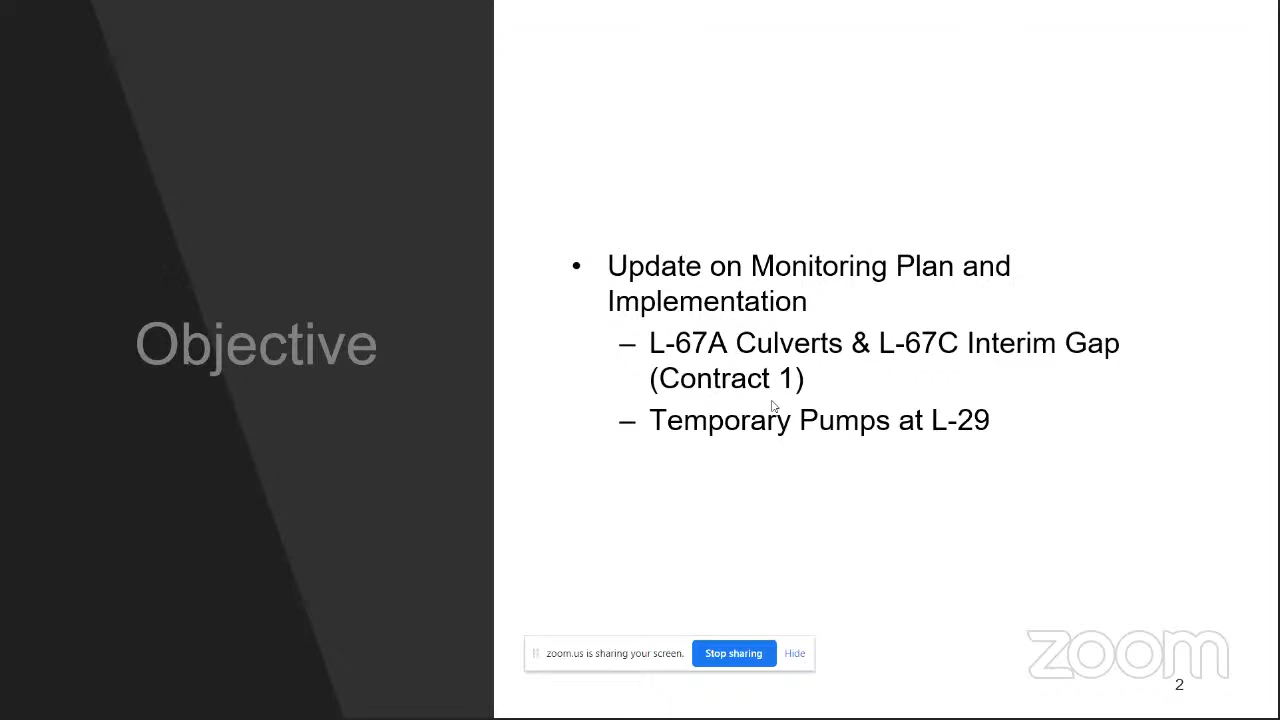 Objective
• Update on Monitoring Plan and
Implementation
– L-67A Culverts & L-67C Interim Gap
(Contract 1)
– Temporary Pumps at L-29
zoom.us is sharing your screen. Stop sharing Hide
zoom
2